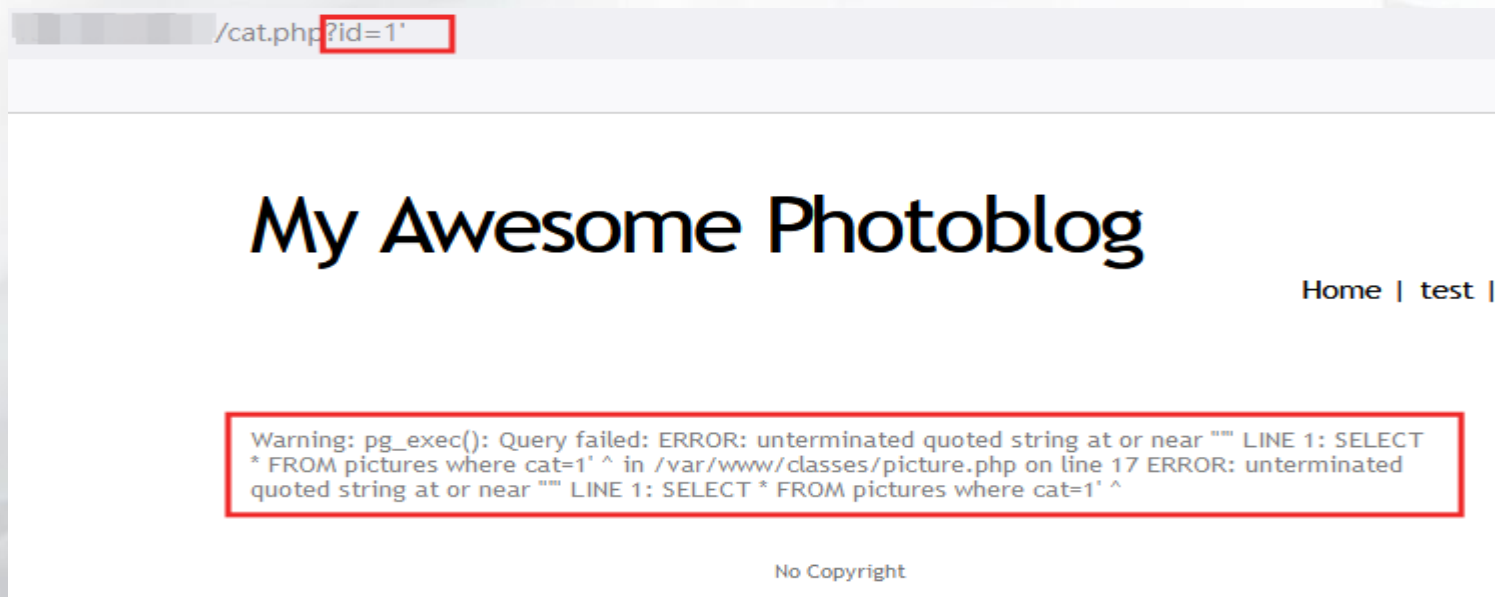 /cat.php?id=1'
My Awesome Photoblog
Home | test |
Warning: pg_exec(): Query failed: ERROR: unterminated quoted string at or near "'" LINE 1: SELECT
* FROM pictures where cat=1' ^ in /var/www/classes/picture.php on line 17 ERROR: unterminated
quoted string at or near "'" LINE 1: SELECT * FROM pictures where cat=1' ^
No Copyright